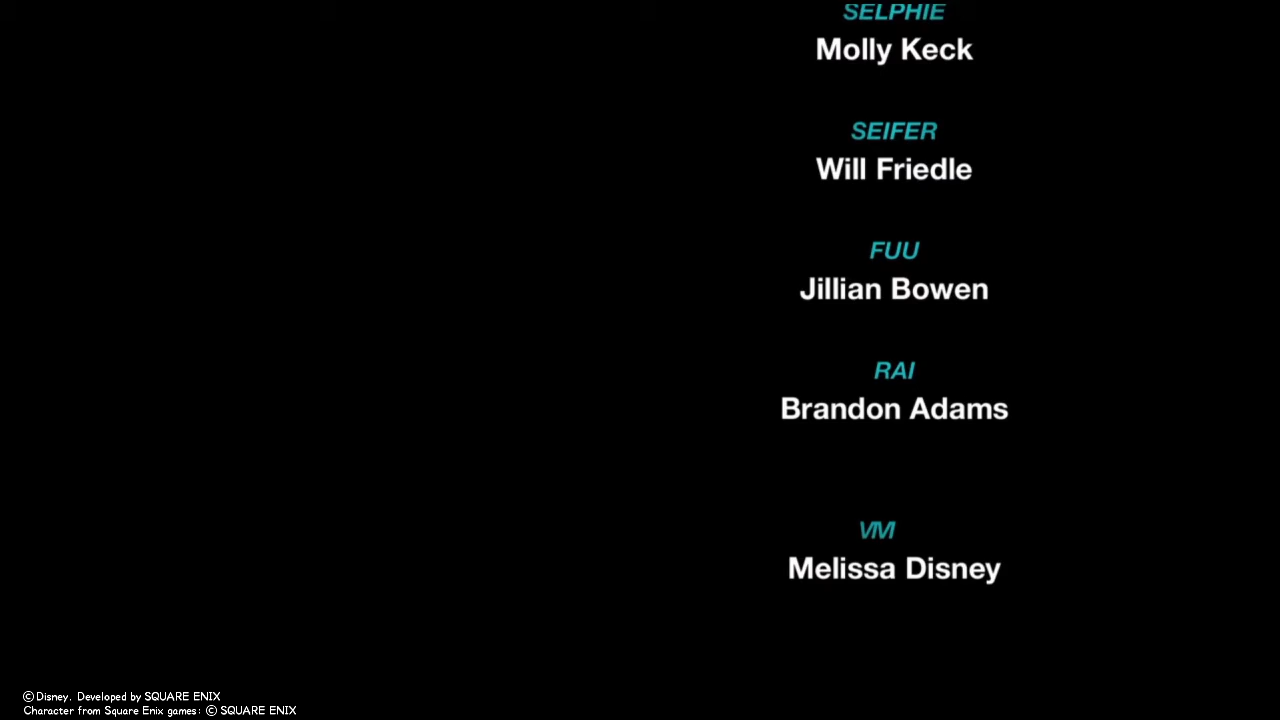 SELPHIE
Molly Keck
SEIFER
Will Friedle
FUU
Jillian Bowen
RAI
Brandon Adams
VIVI
Melissa Disney
© Disney. Developed by SQUARE ENIX
Character from Square Enix games: © SQUARE ENIX